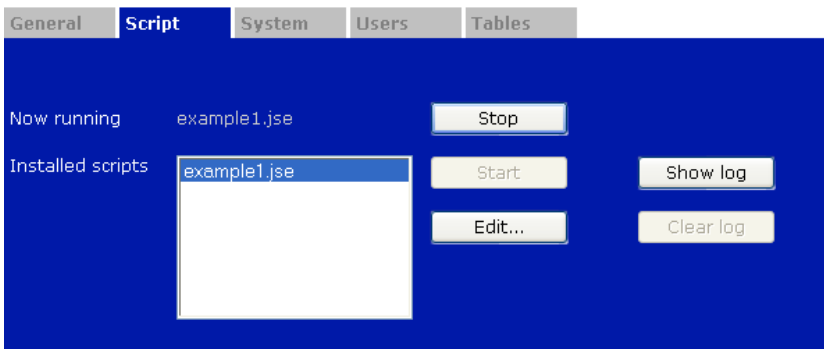 General Script System Users Tables
Now running example1.jse Stop
Installed scripts example1.jse Start Show log
Edit... Clear log